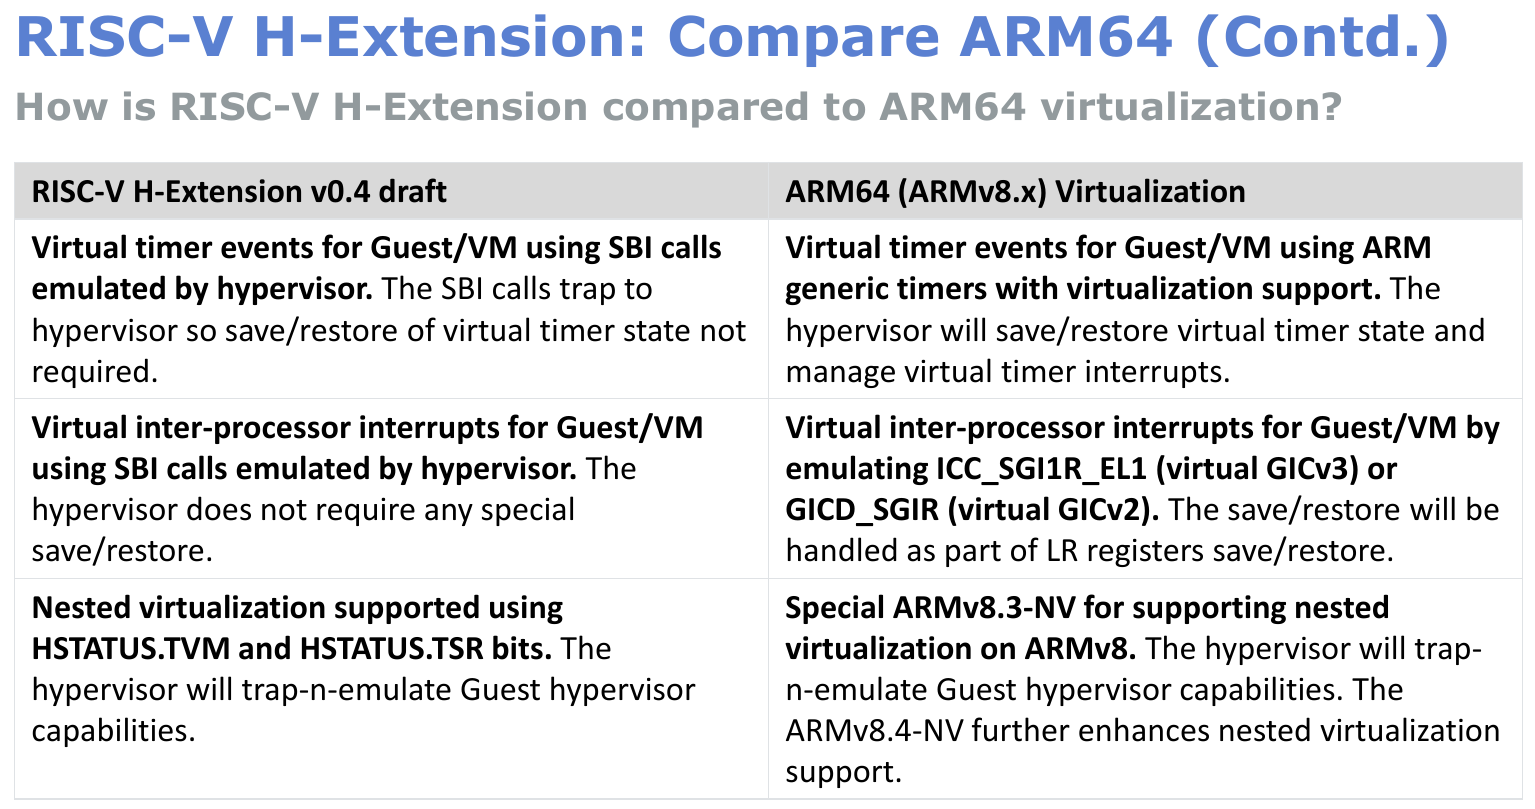 RISC-V H-Extension: Compare ARM64 (Contd.)
How is RISC-V H-Extension compared to ARM64 virtualization?
RISC-V H-Extension v0.4 draft
ARM64 (ARMv8.x) Virtualization
Virtual timer events for Guest/VM using SBI calls
emulated by hypervisor. The SBI calls trap to
hypervisor so save/restore of virtual timer state not
required.
Virtual timer events for Guest/VM using ARM
generic timers with virtualization support. The
hypervisor will save/restore virtual timer state and
manage virtual timer interrupts.
Virtual inter-processor interrupts for Guest/VM
using SBI calls emulated by hypervisor. The
hypervisor does not require any special
save/restore.
Virtual inter-processor interrupts for Guest/VM by
emulating ICC_SGI1R_EL1 (virtual GICv3) or
GICD_SGIR (virtual GICv2). The save/restore will be
handled as part of LR registers save/restore.
Nested virtualization supported using
HSTATUS.TVM and HSTATUS.TSR bits. The
hypervisor will trap-n-emulate Guest hypervisor
capabilities.
Special ARMv8.3-NV for supporting nested
virtualization on ARMv8. The hypervisor will trap-
n-emulate Guest hypervisor capabilities. The
ARMv8.4-NV further enhances nested virtualization
support.